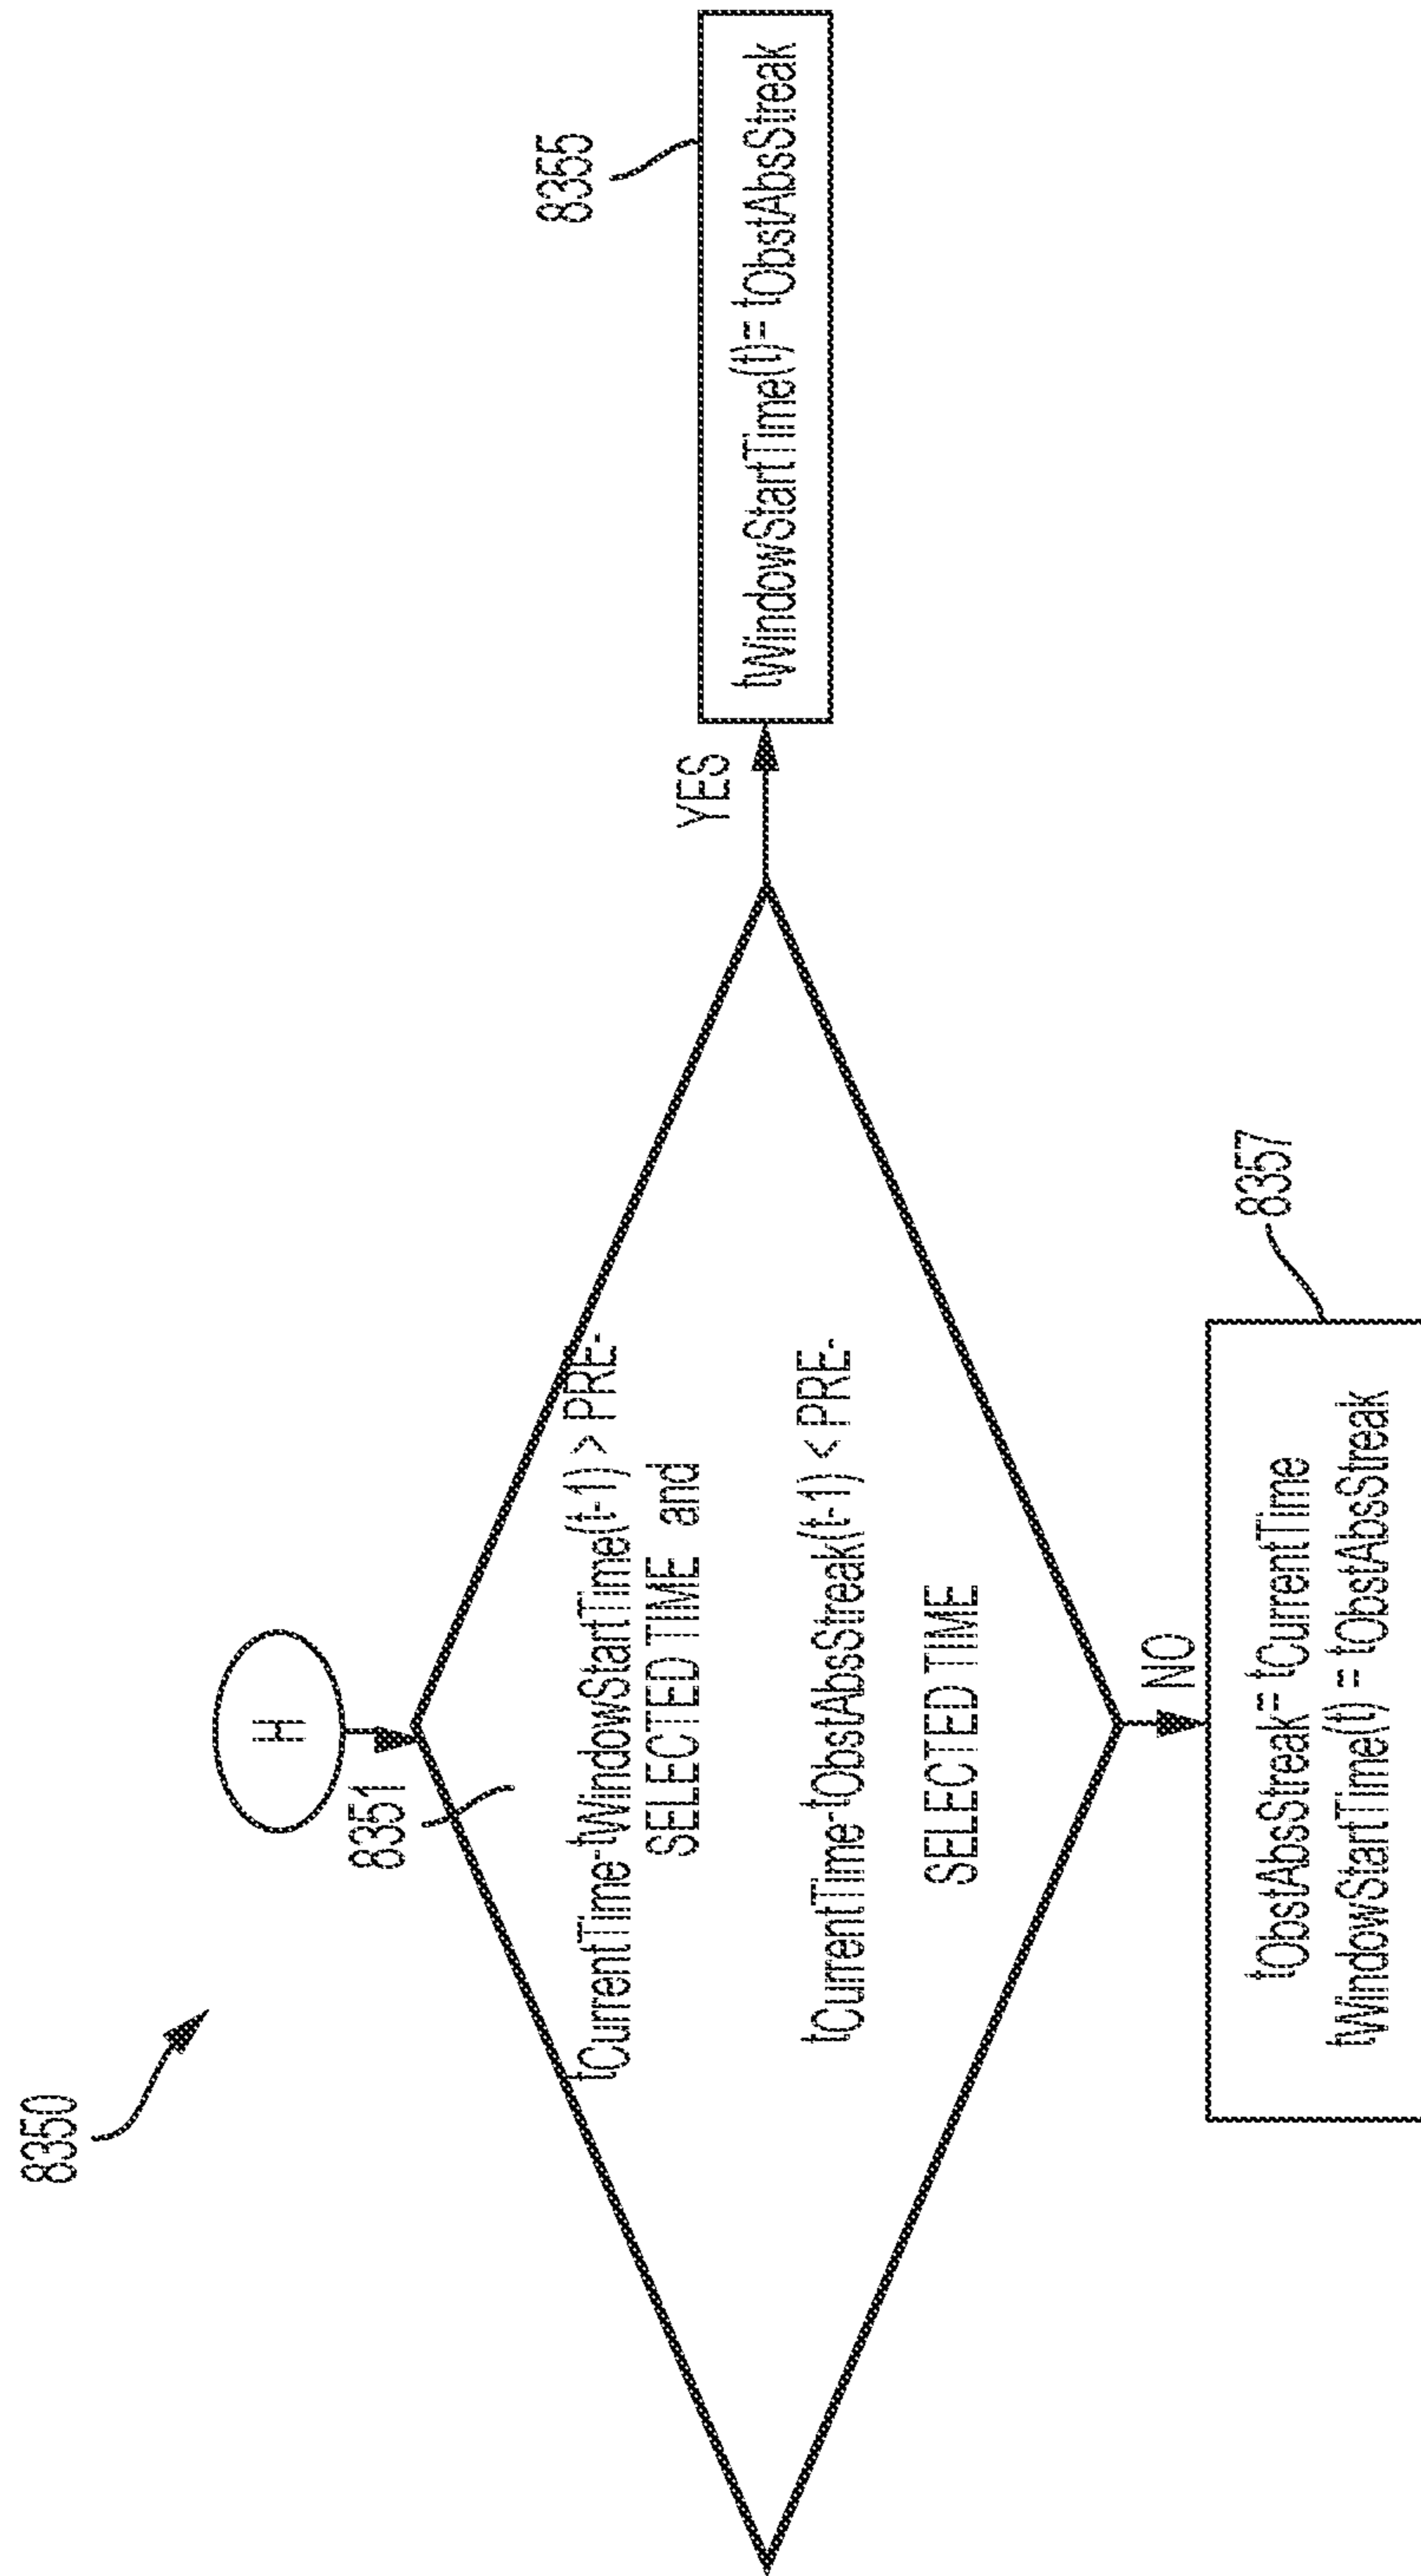 8350
H
8351
tCurrentTime-tWindowStartTime(t-1) > PRE-
SELECTED TIME and
tCurrentTime-tObstAbsStreak(t-1) < PRE-
SELECTED TIME
YES
8355
tWindowStartTime(t)= tObstAbsStreak
NO
8357
tObstAbsStreak= tCurrentTime
tWindowStartTime(t) = tObstAbsStreak